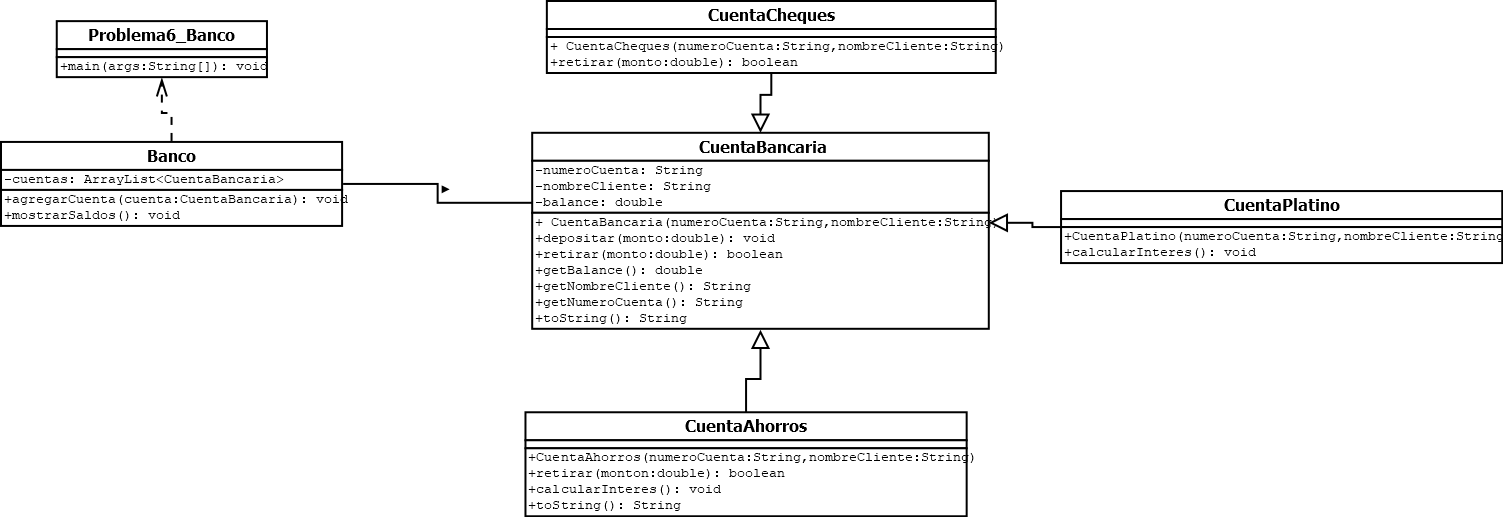 Problema6_Banco
+main(args:String[]): void
CuentaCheques
+ CuentaCheques(numeroCuenta:String,nombreCliente:String)
+retirar(monto:double): boolean
Banco
-cuentas: ArrayList<CuentaBancaria>
+agregarCuenta(cuenta:CuentaBancaria): void
+mostrarSaldos(): void
CuentaBancaria
-numeroCuenta: String
-nombreCliente: String
-balance: double
+ CuentaBancaria(numeroCuenta:String,nombreCliente:String)
+depositar(monto:double): void
+retirar(monto:double): boolean
+getBalance(): double
+getNombreCliente(): String
+getNumeroCuenta(): String
+toString(): String
CuentaPlatino
+CuentaPlatino(numeroCuenta:String,nombreCliente:String
+calcularInteres(): void
CuentaAhorros
+CuentaAhorros(numeroCuenta:String,nombreCliente:String)
+retirar(monton:double): boolean
+calcularInteres(): void
+toString(): String